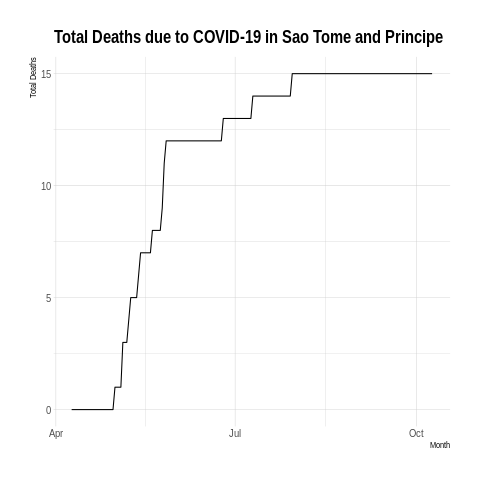 Total Deaths due to COVID-19 in Sao Tome and Principe
Total Deaths
15
10
5
0
Apr
Jul
Oct
Month